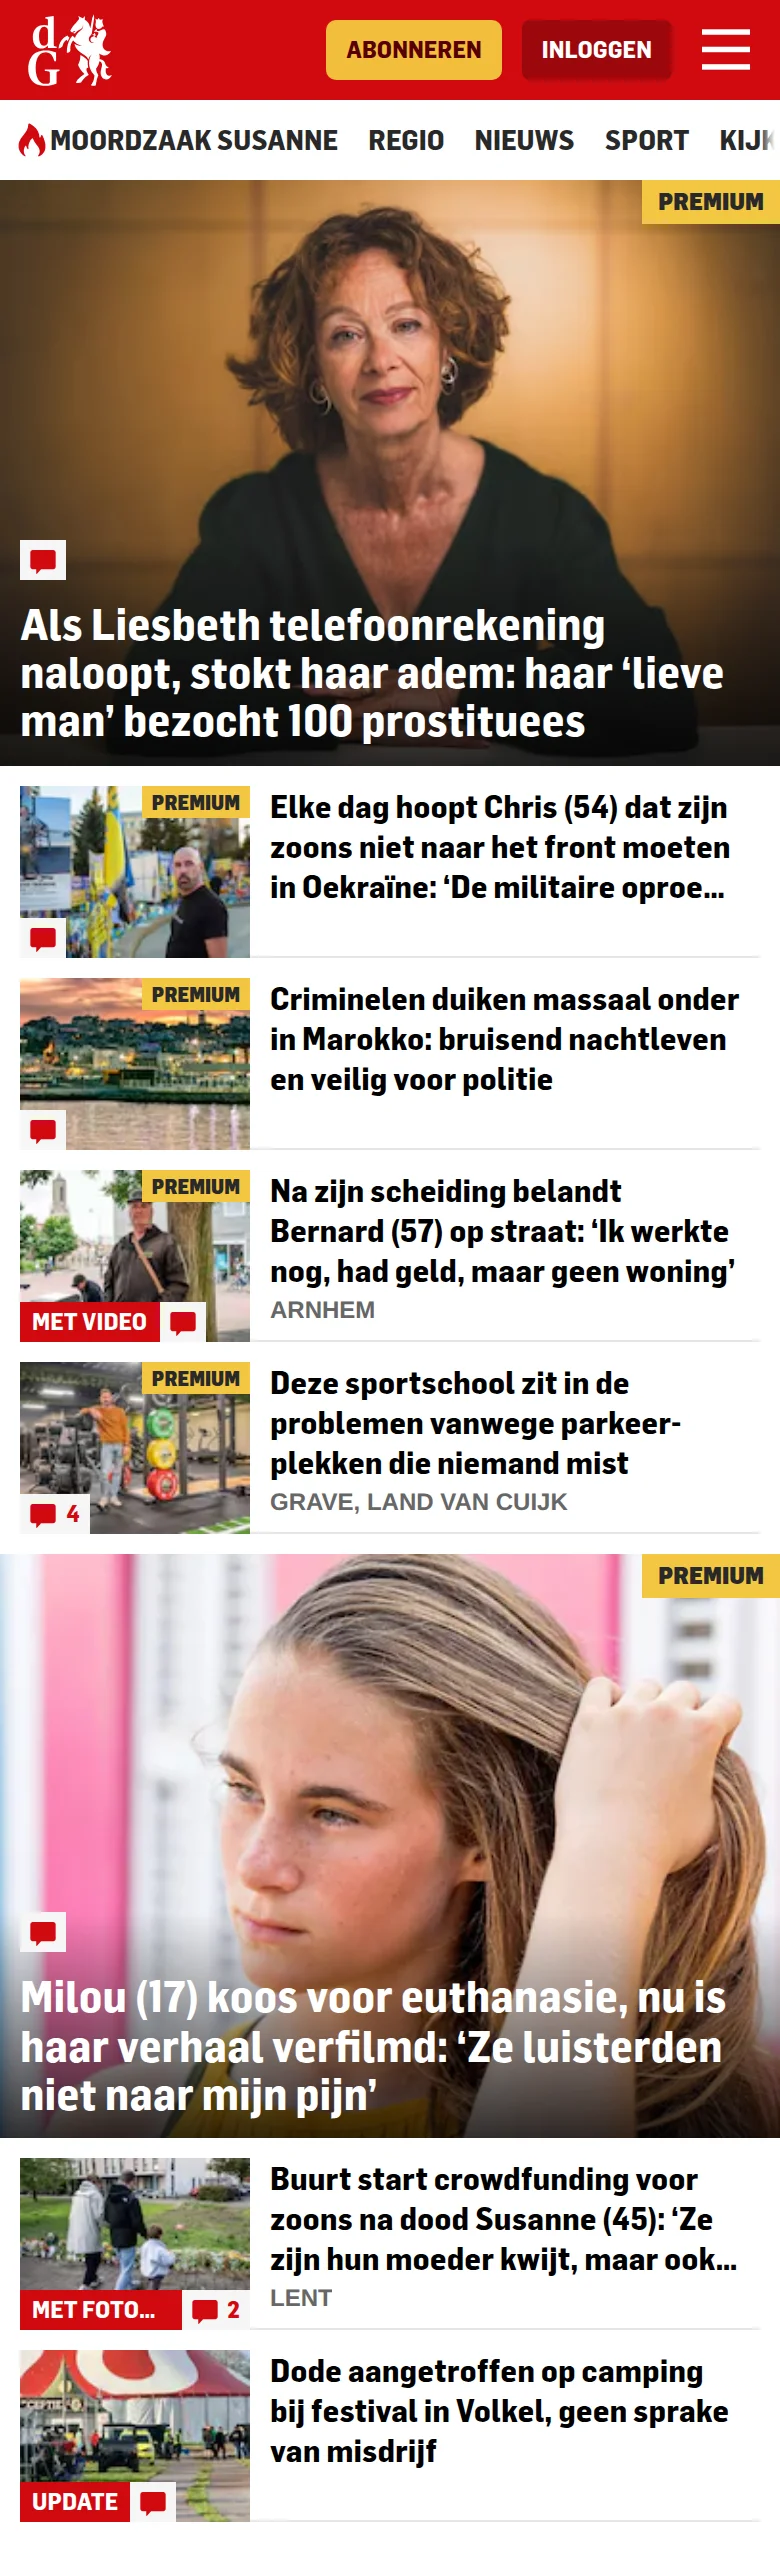 dG
ABONNEREN
INLOGGEN
MOORDZAAK SUSANNE REGIO NIEUWS SPORT KIJK
PREMIUM
Als Liesbeth telefoonrekening
naloopt, stokt haar adem: haar ‘lieve
man’ bezocht 100 prostituees
PREMIUM
Elke dag hoopt Chris (54) dat zijn
zoons niet naar het front moeten
in Oekraïne: ‘De militaire oproe...
PREMIUM
Criminelen duiken massaal onder
in Marokko: bruisend nachtleven
en veilig voor politie
PREMIUM
MET VIDEO
Na zijn scheiding belandt
Bernard (57) op straat: ‘Ik werkte
nog, had geld, maar geen woning’
ARNHEM
PREMIUM
4
Deze sportschool zit in de
problemen vanwege parkeer-
plekken die niemand mist
GRAVE, LAND VAN CUIJK
PREMIUM
Milou (17) koos voor euthanasie, nu is
haar verhaal verfilmd: ‘Ze luisterden
niet naar mijn pijn’
MET FOTO...
2
Buurt start crowdfunding voor
zoons na dood Susanne (45): ‘Ze
zijn hun moeder kwijt, maar ook...
LENT
UPDATE
Dode aangetroffen op camping
bij festival in Volkel, geen sprake
van misdrijf